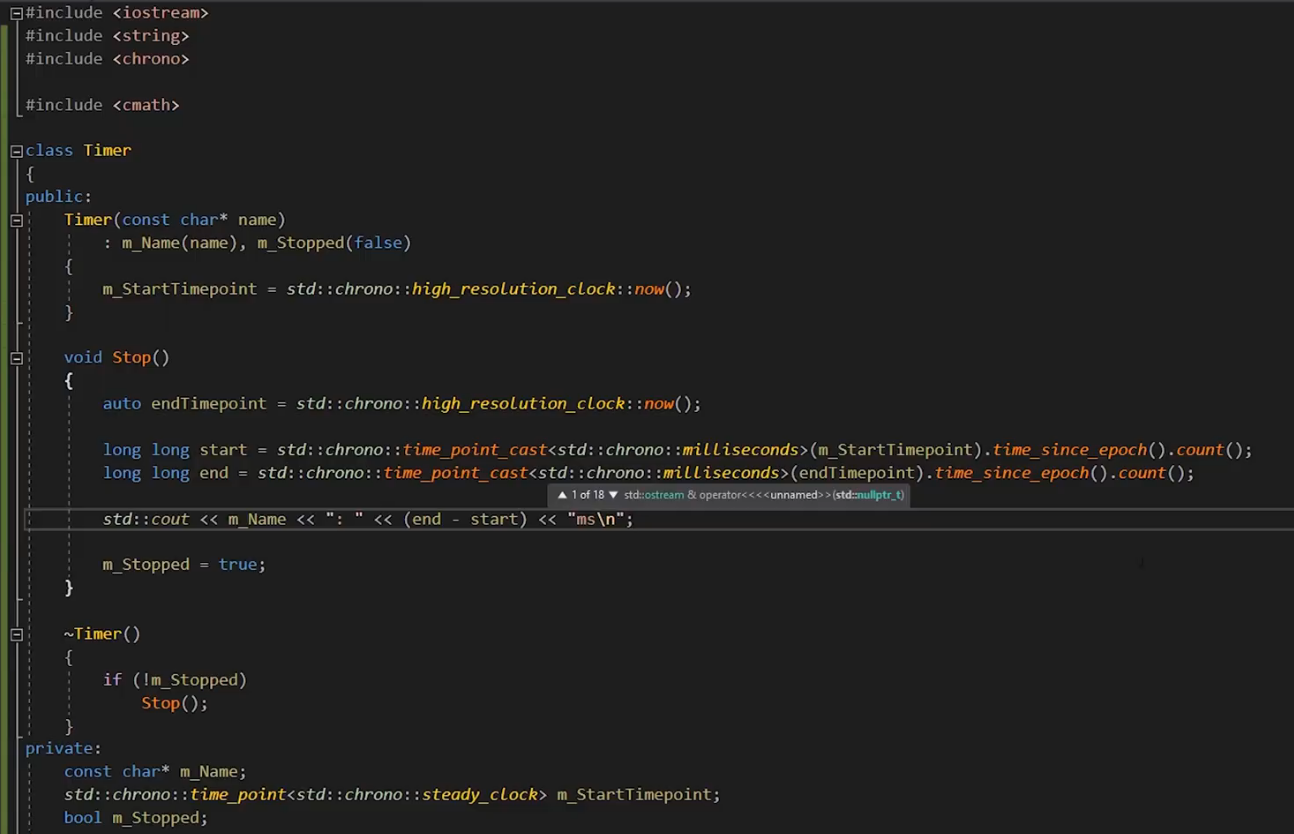 #include <iostream>
#include <string>
#include <chrono>
#include <cmath>
class Timer
{
public:
Timer(const char* name)
: m_Name(name), m_Stopped(false)
{
m_StartTimepoint = std::chrono::high_resolution_clock::now();
}
void Stop()
{
auto endTimepoint = std::chrono::high_resolution_clock::now();
long long start = std::chrono::time_point_cast<std::chrono::milliseconds>(m_StartTimepoint).time_since_epoch().count();
long long end = std::chrono::time_point_cast<std::chrono::milliseconds>(endTimepoint).time_since_epoch().count();
▲ 1 of 18 ▼ std::ostream & operator<<<<unnamed>>(std::nullptr_t)
std::cout << m_Name << ": " << (end - start) << "ms\n";
m_Stopped = true;
}
~Timer()
{
if (!m_Stopped)
Stop();
}
private:
const char* m_Name;
std::chrono::time_point<std::chrono::steady_clock> m_StartTimepoint;
bool m_Stopped;